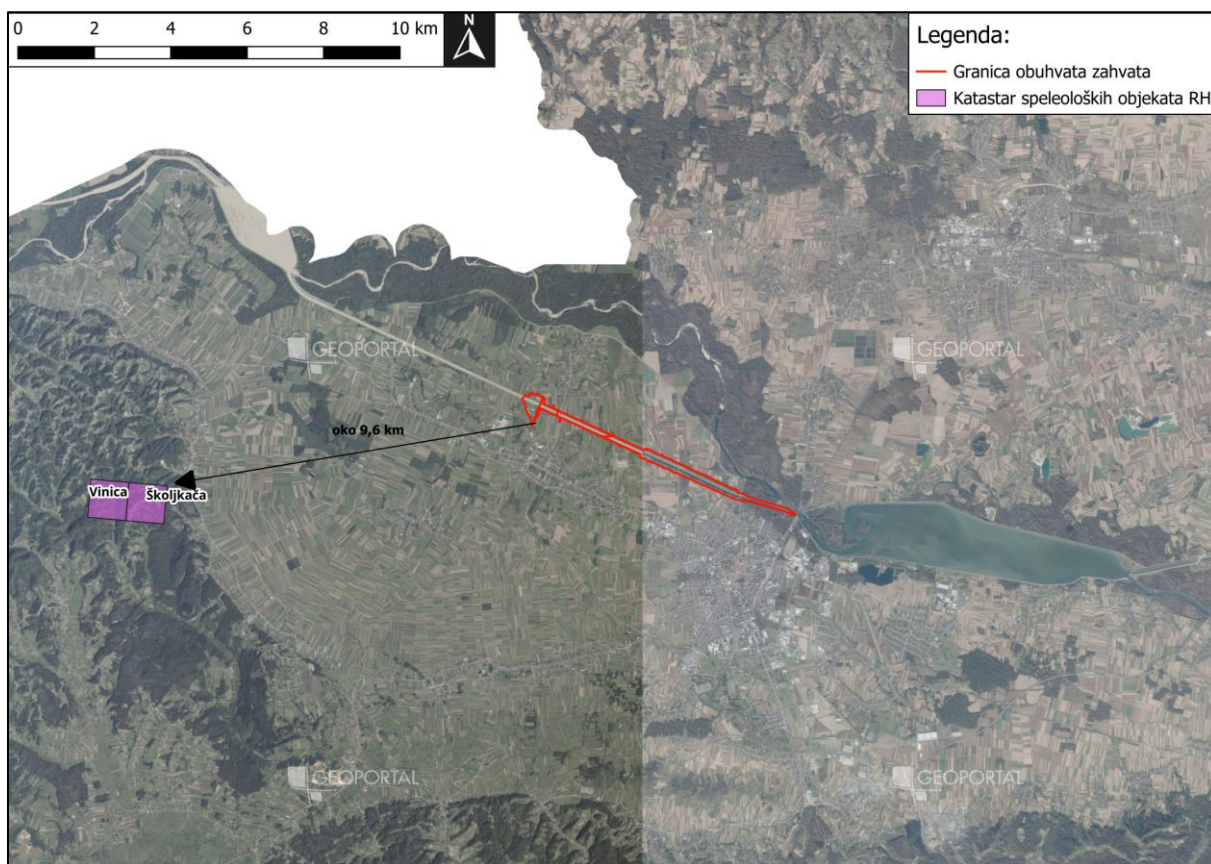 0 2 4 6 8 10 km
N
Legenda:
Granica obuhvata zahvata
Katastar speleoloških objekata RH
GEOPORTAL
GEOPORTAL
oko 9,6 km
Vinica
Školjkača
GEOPORTAL
GEOPORTAL